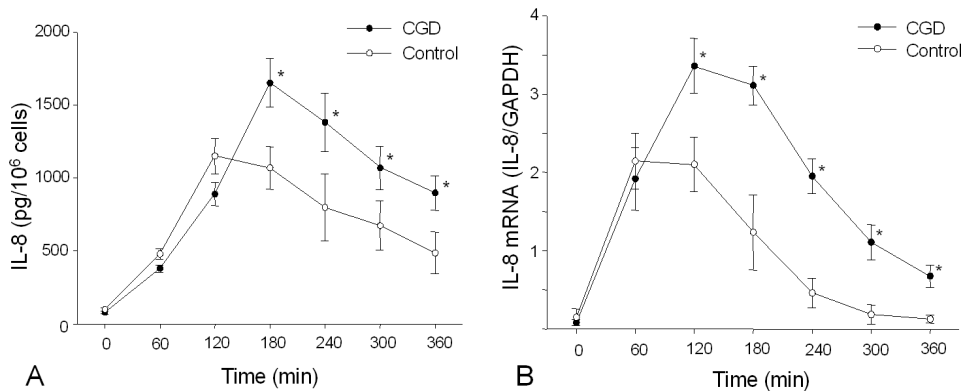 CGD
Control
2000
1500
1000
500
0
IL-8 (pg/10⁶ cells)
*
*
*
*
0 60 120 180 240 300 360
Time (min)
A
CGD
Control
4
3
2
1
IL-8 mRNA (IL-8/GAPDH)
*
*
*
*
*
0 60 120 180 240 300 360
Time (min)
B